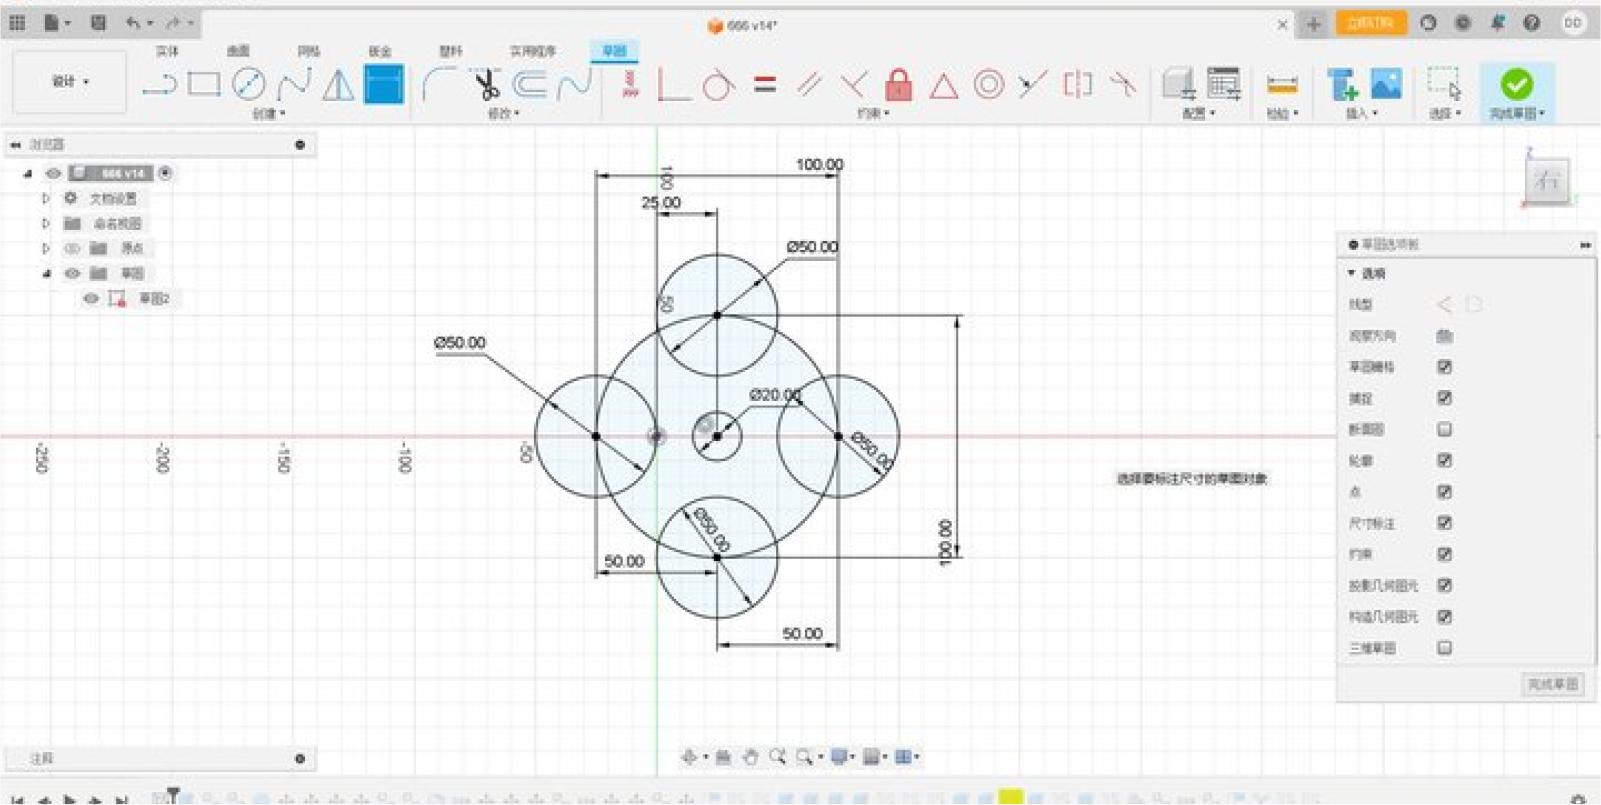 666 v14*
立即订购
DD
实体 曲面 网格 钣金 塑料 实用程序 草图
设计
创建 修改 约束 配置 检验 插入 选择 完成草图
浏览器
666 v14
文档设置
命名视图
原点
草图
草图2
100.00
100
25.00
Ø50.00
50
Ø50.00
Ø20.00
Ø50.00
-250 -200 -150 -100 -50
Ø50.00
100.00
50.00
50.00
选择要标注尺寸的草图对象
Z
右
草图选项板
选项
线型
观察方向
草图栅格
捕捉
断面图
轮廓
点
尺寸标注
约束
投影几何图元
构造几何图元
三维草图
完成草图
注释